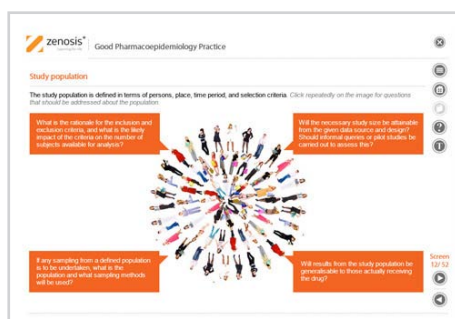 zenosis®
Good Pharmacoepidemiology Practice
Study population
The study population is defined in terms of persons, place, time period, and selection criteria. Click repeatedly on the image for questions
that should be addressed about the population.
What is the rationale for the inclusion and
exclusion criteria, and what is the likely
impact of the criteria on the number of
subjects available for analysis?
Will the necessary study size be attainable
from the given data source and design?
Should informal queries or pilot studies be
carried out to assess this?
If any sampling from a defined population
is to be undertaken, what is the
population and what sampling methods
will be used?
Will results from the study population be
generalisable to those actually receiving
the drug?
Screen
12/ 52